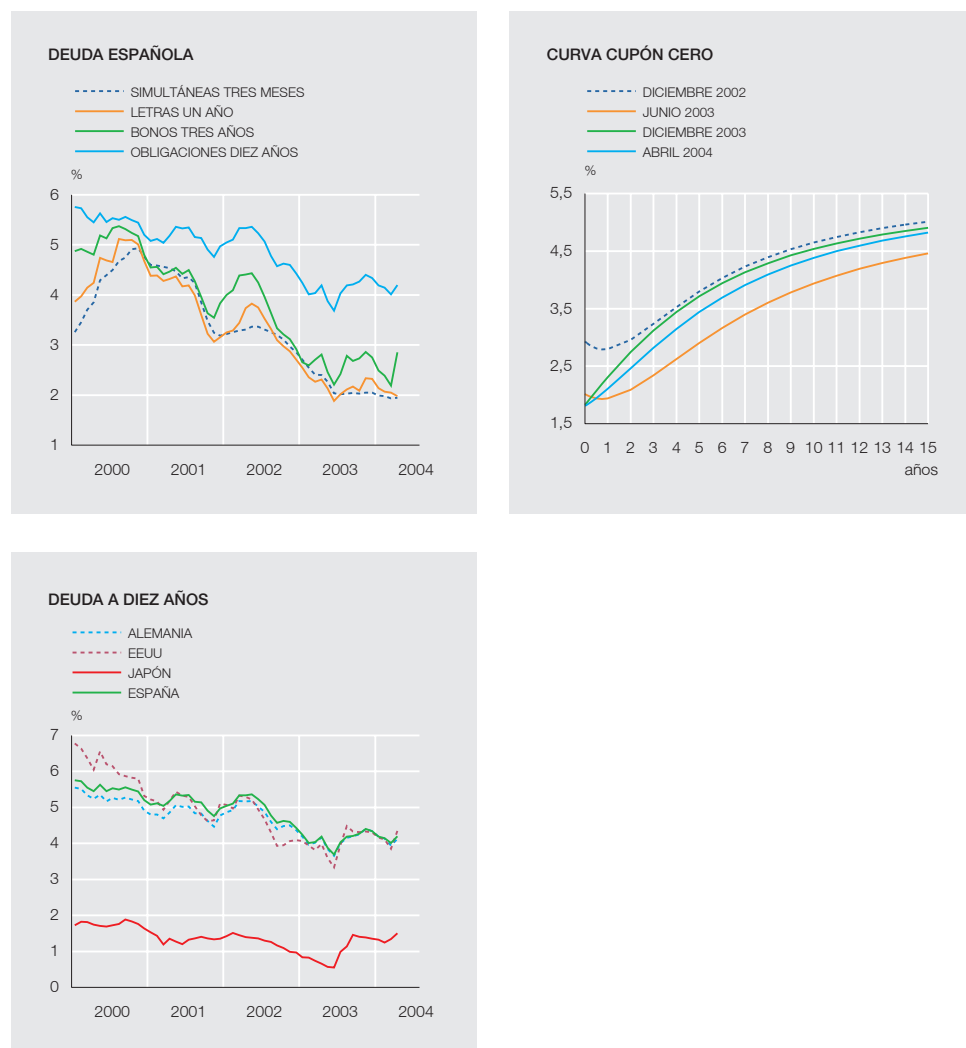 DEUDA ESPAÑOLA
SIMULTÁNEAS TRES MESES
LETRAS UN AÑO
BONOS TRES AÑOS
OBLIGACIONES DIEZ AÑOS
%
6
5
4
3
2
1
2000 2001 2002 2003 2004
CURVA CUPÓN CERO
DICIEMBRE 2002
JUNIO 2003
DICIEMBRE 2003
ABRIL 2004
%
5,5
4,5
3,5
2,5
1,5
0 1 2 3 4 5 6 7 8 9 10 11 12 13 14 15
años
DEUDA A DIEZ AÑOS
ALEMANIA
EEUU
JAPÓN
ESPAÑA
%
7
6
5
4
3
2
1
0
2000 2001 2002 2003 2004